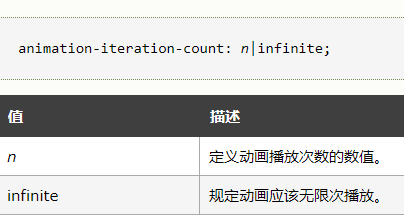 animation-iteration-count: n|infinite;
值 描述
n 定义动画播放次数的数值。
infinite 规定动画应该无限次播放。